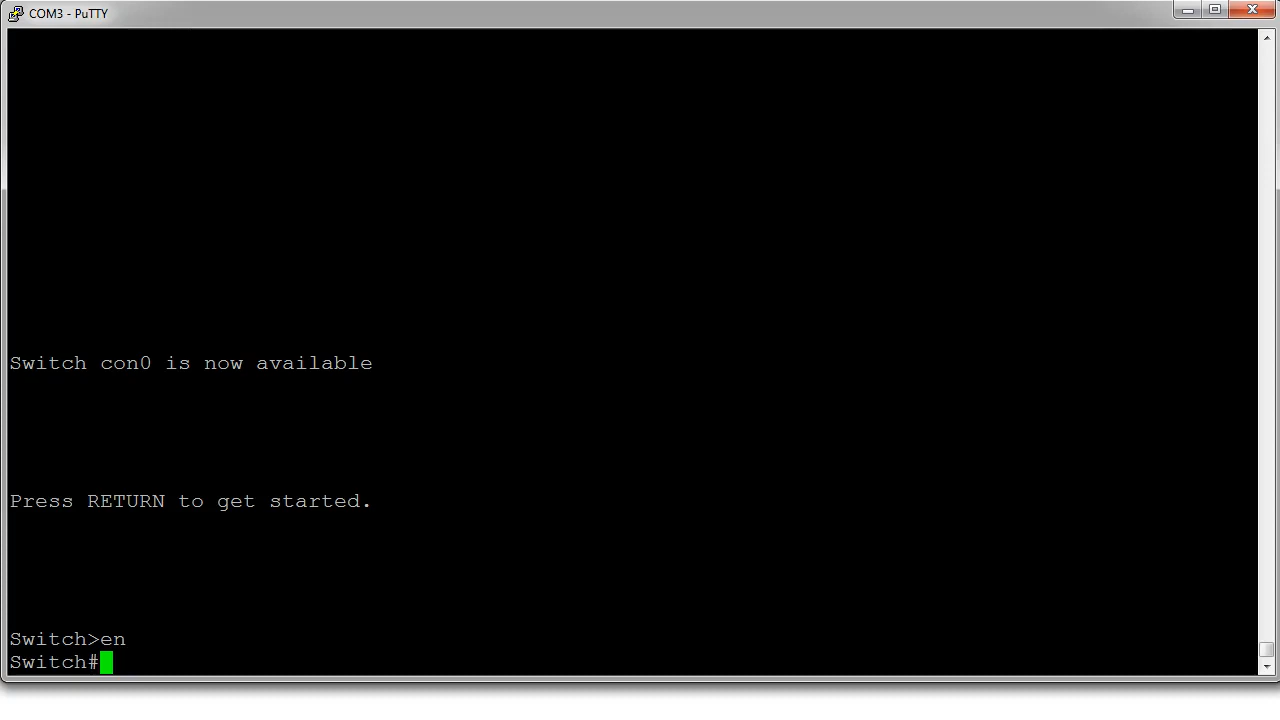 COM3 - PuTTY
Switch con0 is now available
Press RETURN to get started.
Switch>en
Switch#